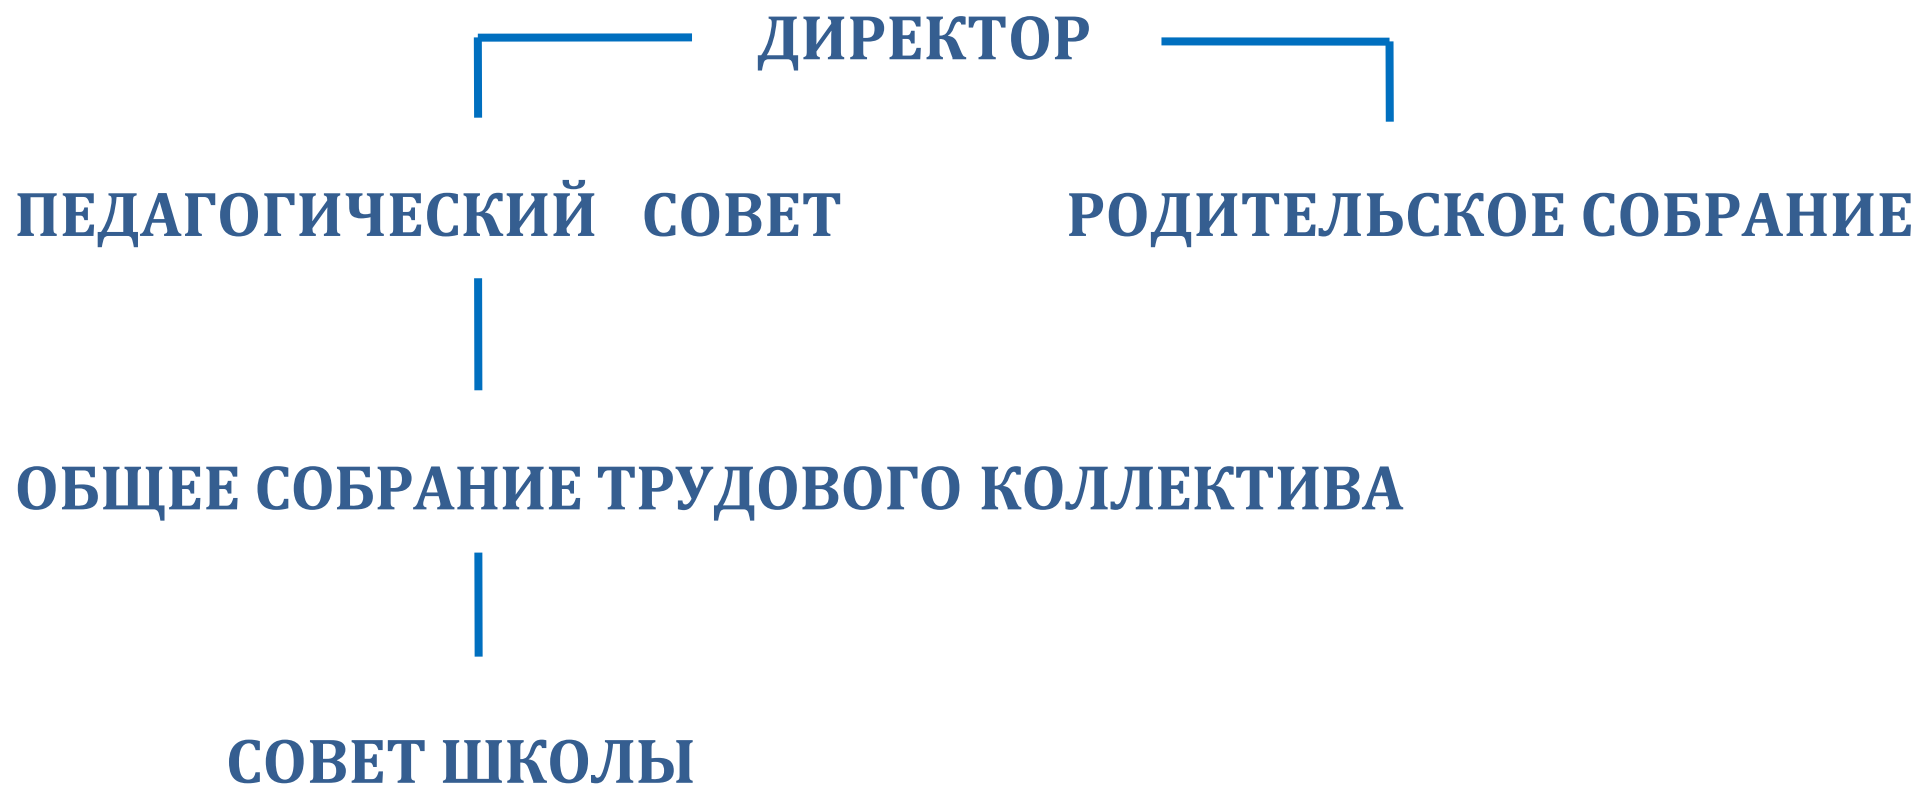 ДИРЕКТОР
ПЕДАГОГИЧЕСКИЙ СОВЕТ РОДИТЕЛЬСКОЕ СОБРАНИЕ
ОБЩЕЕ СОБРАНИЕ ТРУДОВОГО КОЛЛЕКТИВА
СОВЕТ ШКОЛЫ